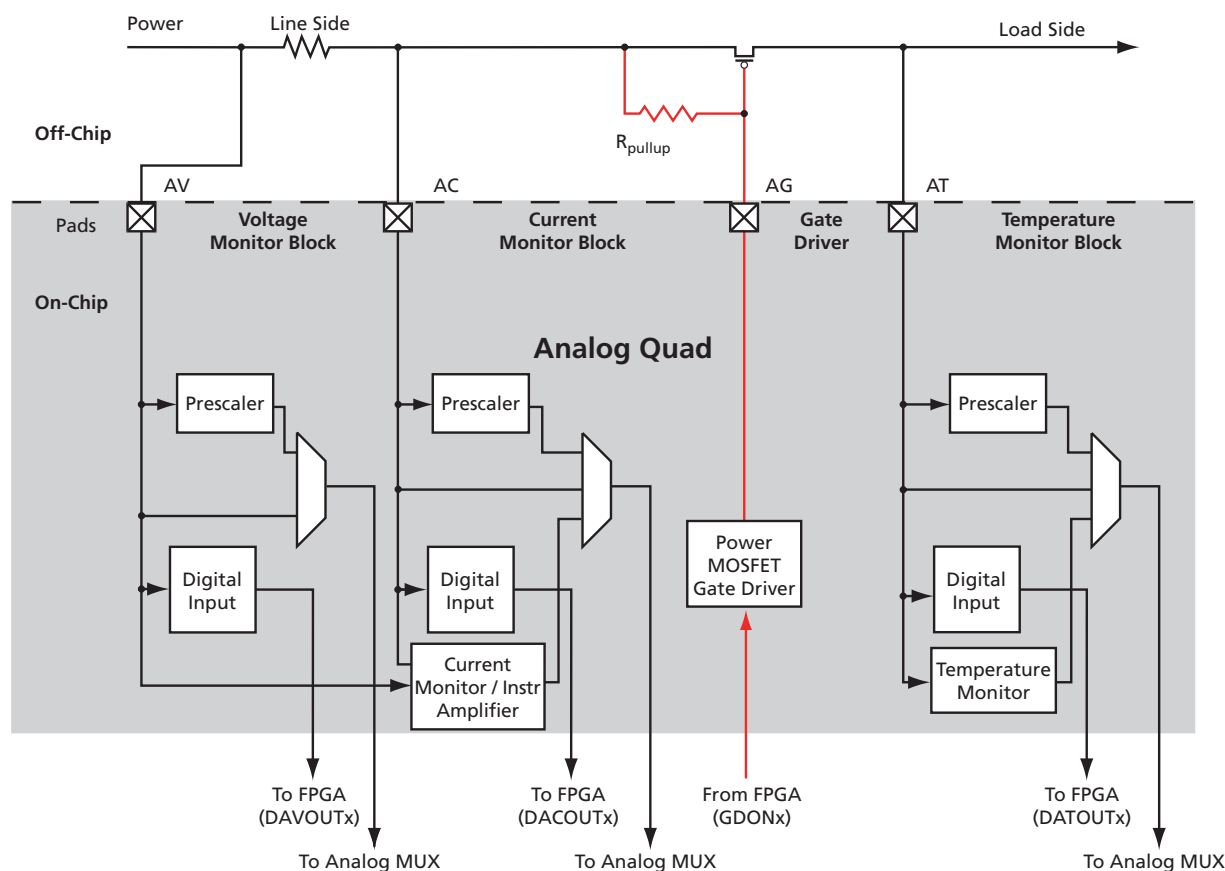 Power
Line Side
Load Side
Rpullup
Off-Chip
AV
AC
AG
AT
Pads
Voltage
Monitor Block
Current
Monitor Block
Gate
Driver
Temperature
Monitor Block
On-Chip
Analog Quad
Prescaler
Prescaler
Prescaler
Power
MOSFET
Gate Driver
Digital
Input
Digital
Input
Digital
Input
Current
Monitor / Instr
Amplifier
Temperature
Monitor
To FPGA
(DAVOUTx)
To FPGA
(DACOUTx)
From FPGA
(GDONx)
To FPGA
(DATOUTx)
To Analog MUX
To Analog MUX
To Analog MUX